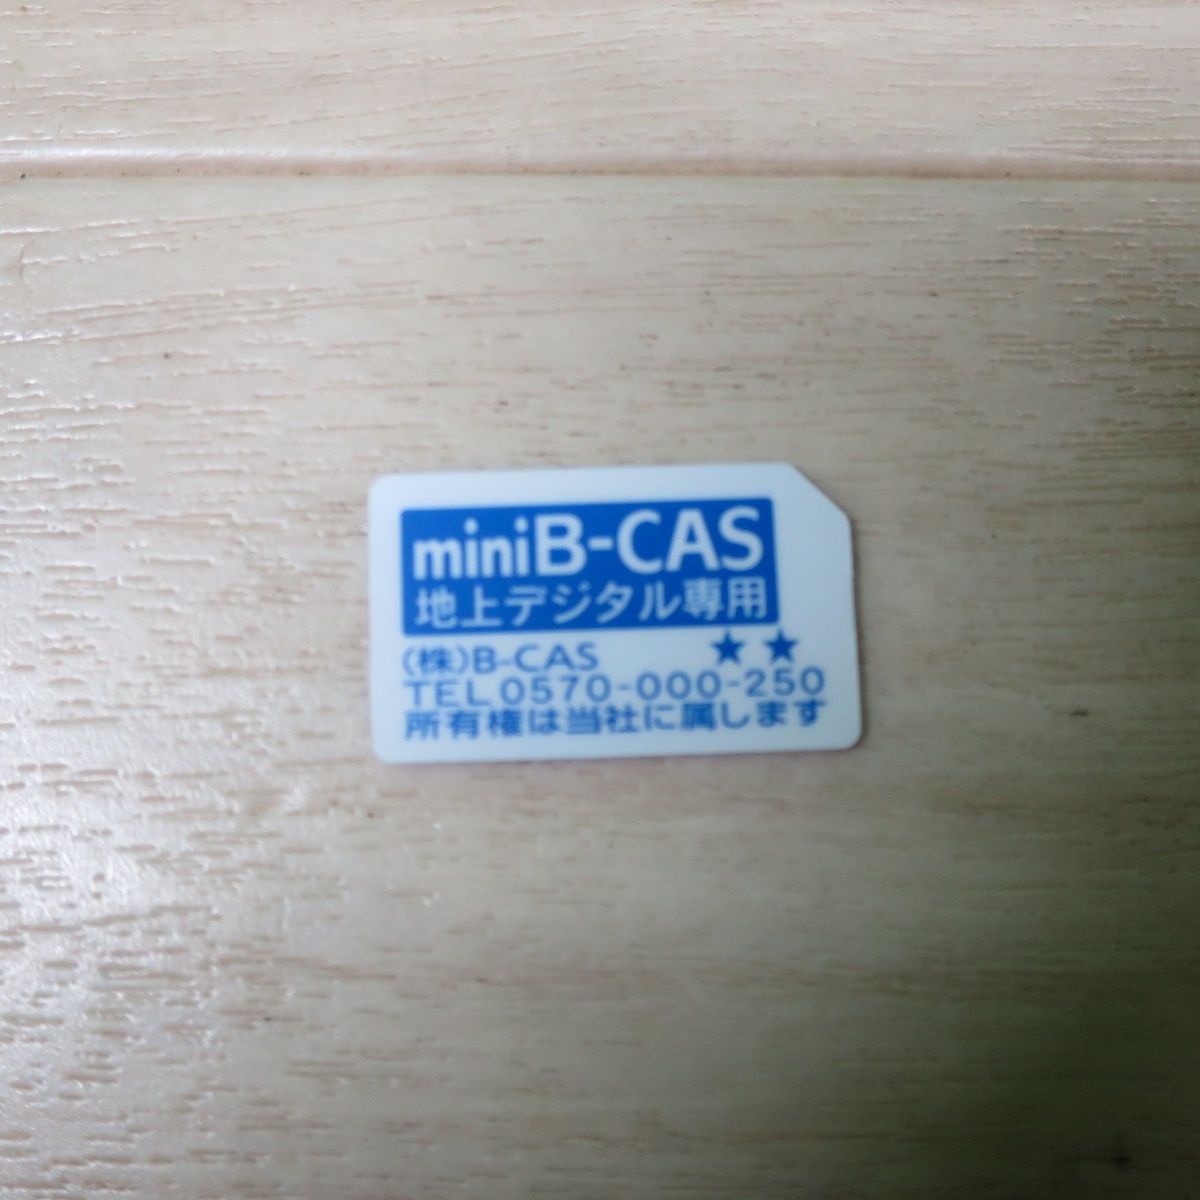 miniB-CAS
地上デジタル専用
★★
(株)B-CAS
TEL 0570-000-250
所有権は当社に属します